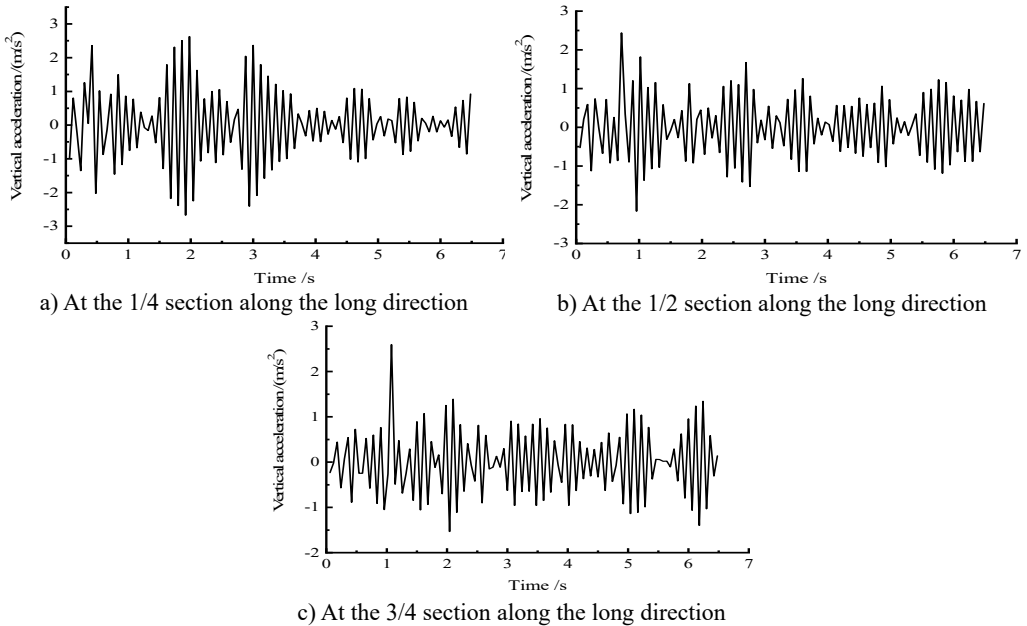 3
2
1
0
-1
-2
-3
Vertical acceleration/(m/s²)
0 1 2 3 4 5 6 7
Time /s
a) At the 1/4 section along the long direction
3
2
1
0
-1
-2
-3
Vertical acceleration/(m/s²)
0 1 2 3 4 5 6 7
Time /s
b) At the 1/2 section along the long direction
3
2
1
0
-1
-2
Vertical acceleration/(m/s²)
0 1 2 3 4 5 6 7
Time /s
c) At the 3/4 section along the long direction